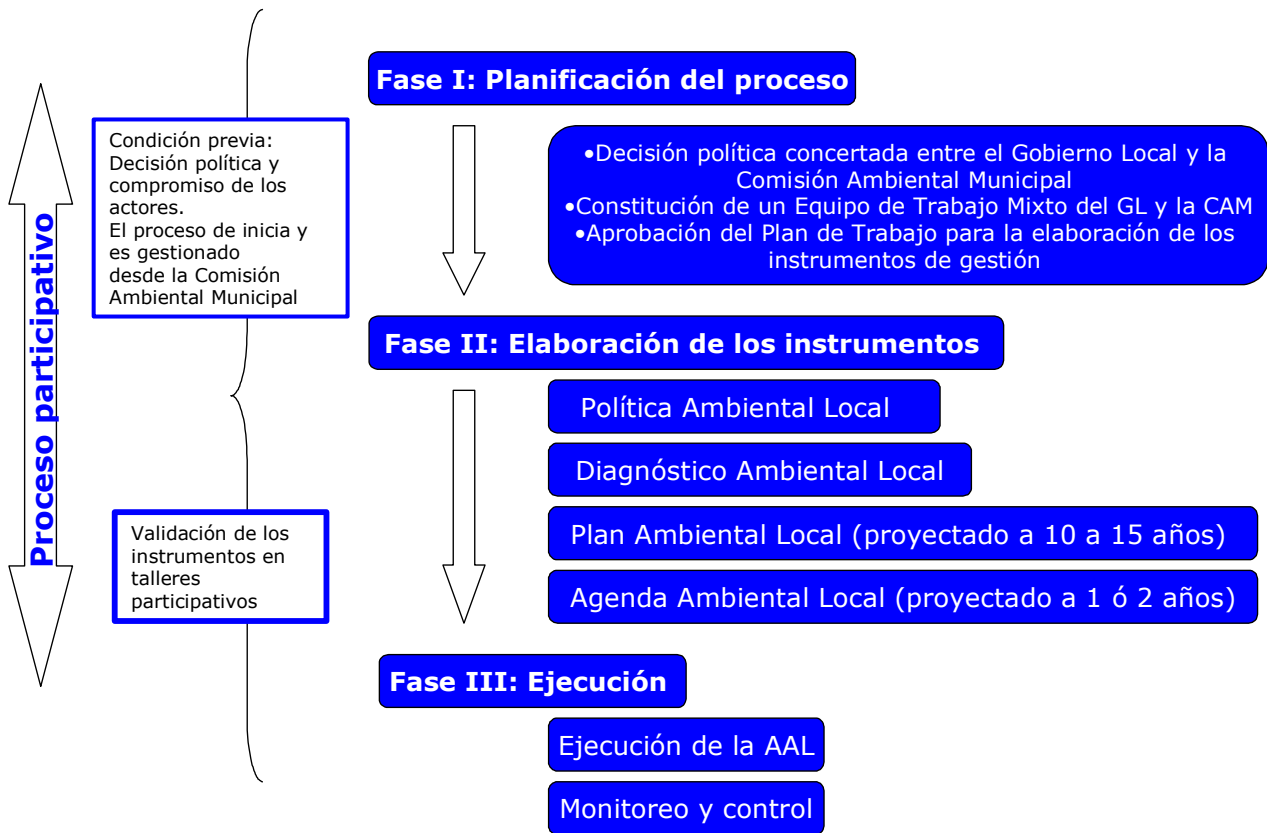 Proceso participativo
Condición previa:
Decisión política y
compromiso de los
actores.
El proceso de inicia y
es gestionado
desde la Comisión
Ambiental Municipal
Validación de los
instrumentos en
talleres
participativos
Fase I: Planificación del proceso
•Decisión política concertada entre el Gobierno Local y la
Comisión Ambiental Municipal
•Constitución de un Equipo de Trabajo Mixto del GL y la CAM
•Aprobación del Plan de Trabajo para la elaboración de los
instrumentos de gestión
Fase II: Elaboración de los instrumentos
Política Ambiental Local
Diagnóstico Ambiental Local
Plan Ambiental Local (proyectado a 10 a 15 años)
Agenda Ambiental Local (proyectado a 1 ó 2 años)
Fase III: Ejecución
Ejecución de la AAL
Monitoreo y control